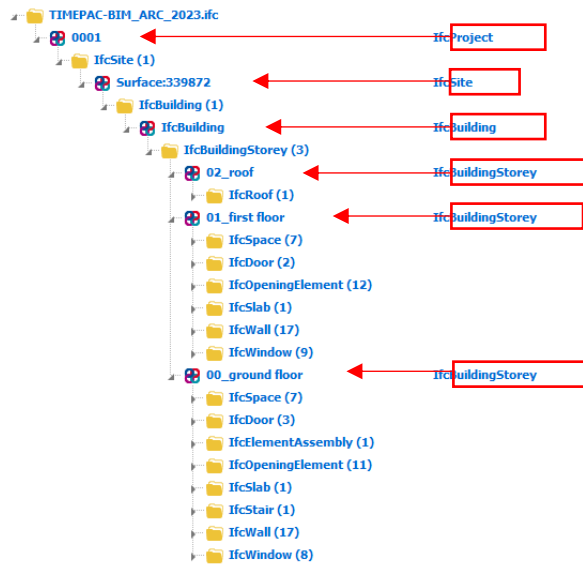 TIMEPAC-BIM_ARC_2023.ifc
0001 IfcProject
IfcSite (1)
Surface:339872 IfcSite
IfcBuilding (1)
IfcBuilding IfcBuilding
IfcBuildingStorey (3)
02_roof IfcBuildingStorey
IfcRoof (1)
01_first floor IfcBuildingStorey
IfcSpace (7)
IfcDoor (2)
IfcOpeningElement (12)
IfcSlab (1)
IfcWall (17)
IfcWindow (9)
00_ground floor IfcBuildingStorey
IfcSpace (7)
IfcDoor (3)
IfcElementAssembly (1)
IfcOpeningElement (11)
IfcSlab (1)
IfcStair (1)
IfcWall (17)
IfcWindow (8)